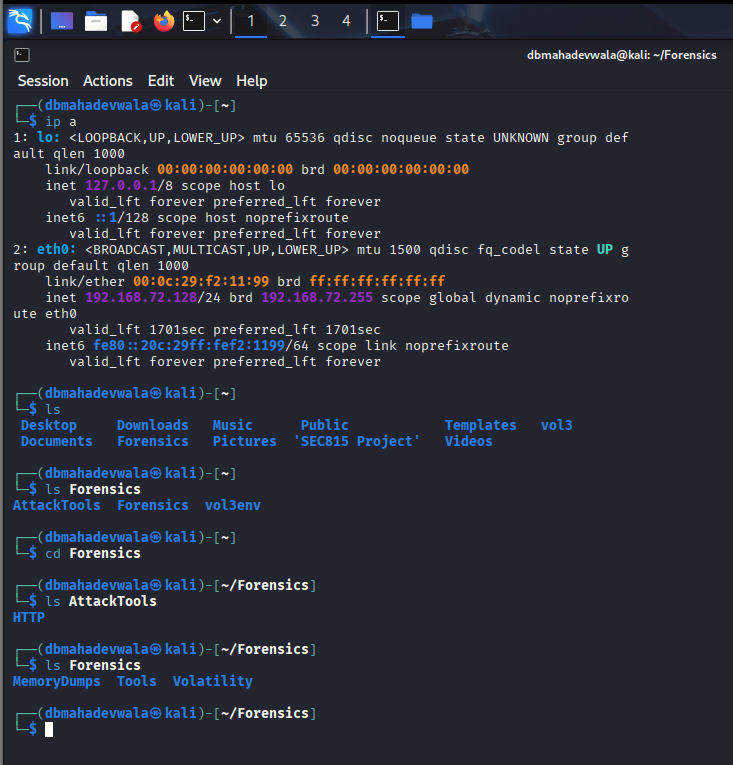 1 2 3 4
dbmahadevwala@kali: ~/Forensics
Session Actions Edit View Help
┌──(dbmahadevwala㉿kali)-[~]
└─$ ip a
1: lo: <LOOPBACK,UP,LOWER_UP> mtu 65536 qdisc noqueue state UNKNOWN group def
ault qlen 1000
    link/loopback 00:00:00:00:00:00 brd 00:00:00:00:00:00
    inet 127.0.0.1/8 scope host lo
       valid_lft forever preferred_lft forever
    inet6 ::1/128 scope host noprefixroute
       valid_lft forever preferred_lft forever
2: eth0: <BROADCAST,MULTICAST,UP,LOWER_UP> mtu 1500 qdisc fq_codel state UP g
roup default qlen 1000
    link/ether 00:0c:29:f2:11:99 brd ff:ff:ff:ff:ff:ff
    inet 192.168.72.128/24 brd 192.168.72.255 scope global dynamic noprefixro
ute eth0
       valid_lft 1701sec preferred_lft 1701sec
    inet6 fe80::20c:29ff:fef2:1199/64 scope link noprefixroute
       valid_lft forever preferred_lft forever
┌──(dbmahadevwala㉿kali)-[~]
└─$ ls
 Desktop     Downloads   Music      Public            Templates   vol3
 Documents   Forensics   Pictures  'SEC815 Project'   Videos
┌──(dbmahadevwala㉿kali)-[~]
└─$ ls Forensics
AttackTools  Forensics  vol3env
┌──(dbmahadevwala㉿kali)-[~]
└─$ cd Forensics
┌──(dbmahadevwala㉿kali)-[~/Forensics]
└─$ ls AttackTools
HTTP
┌──(dbmahadevwala㉿kali)-[~/Forensics]
└─$ ls Forensics
MemoryDumps  Tools  Volatility
┌──(dbmahadevwala㉿kali)-[~/Forensics]
└─$